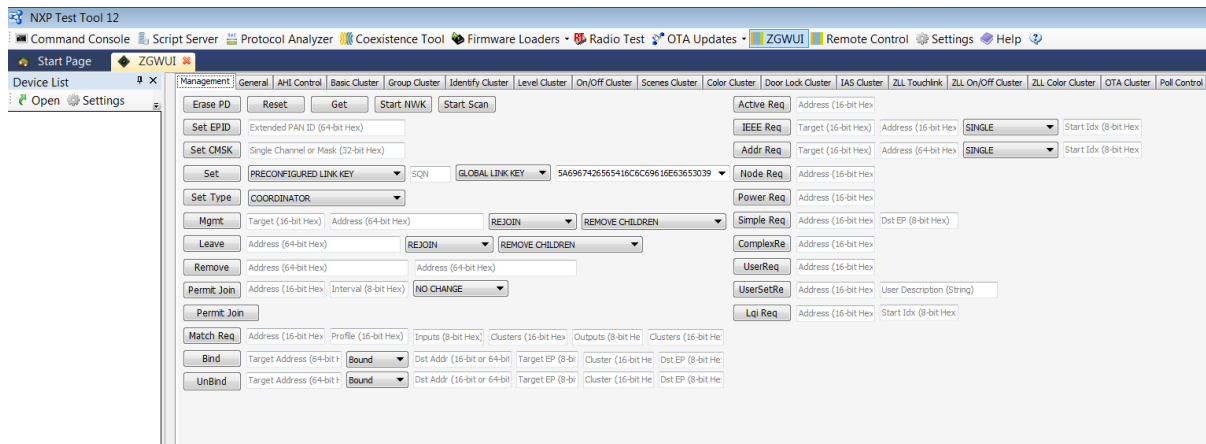 NXP Test Tool 12
Command Console Script Server Protocol Analyzer Coexistence Tool Firmware Loaders Radio Test OTA Updates ZGWUI Remote Control Settings Help
Start Page ZGWUI
Device List
Open Settings
Management General AHI Control Basic Cluster Group Cluster Identify Cluster Level Cluster On/Off Cluster Scenes Cluster Color Cluster Door Lock Cluster IAS Cluster ZLL Touchlink ZLL On/Off Cluster ZLL Color Cluster OTA Cluster Poll Control
Erase PD Reset Get Start NWK Start Scan Active Req Address (16-bit Hex
Set EPID Extended PAN ID (64-bit Hex) IEEE Req Target (16-bit Hex) Address (16-bit Hex SINGLE Start Idx (8-bit Hex
Set CMSK Single Channel or Mask (32-bit Hex) Addr Req Target (16-bit Hex) Address (64-bit Hex SINGLE Start Idx (8-bit Hex
Set PRECONFIGURED LINK KEY SQN GLOBAL LINK KEY 5A6967426565416C6C69616E63653039 Node Req Address (16-bit Hex
Set Type COORDINATOR Power Req Address (16-bit Hex
Mgmt Target (16-bit Hex) Address (64-bit Hex) REJOIN REMOVE CHILDREN Simple Req Address (16-bit Hex Dst EP (8-bit Hex)
Leave Address (64-bit Hex) REJOIN REMOVE CHILDREN ComplexRe Address (16-bit Hex
Remove Address (64-bit Hex) Address (64-bit Hex) UserReq Address (16-bit Hex
Permit Join Address (16-bit Hex Interval (8-bit Hex) NO CHANGE UserSetRe Address (16-bit Hex User Description (String)
Permit Join Lqi Req Address (16-bit Hex Start Idx (8-bit Hex
Match Req Address (16-bit Hex) Profile (16-bit Hex) Inputs (8-bit Hex) Clusters (16-bit Hex Outputs (8-bit He Clusters (16-bit He
Bind Target Address (64-bit H Bound Dst Addr (16-bit or 64-bit Target EP (8-bi Cluster (16-bit He Dst EP (8-bit He
UnBind Target Address (64-bit H Bound Dst Addr (16-bit or 64-bit Target EP (8-bi Cluster (16-bit He Dst EP (8-bit He